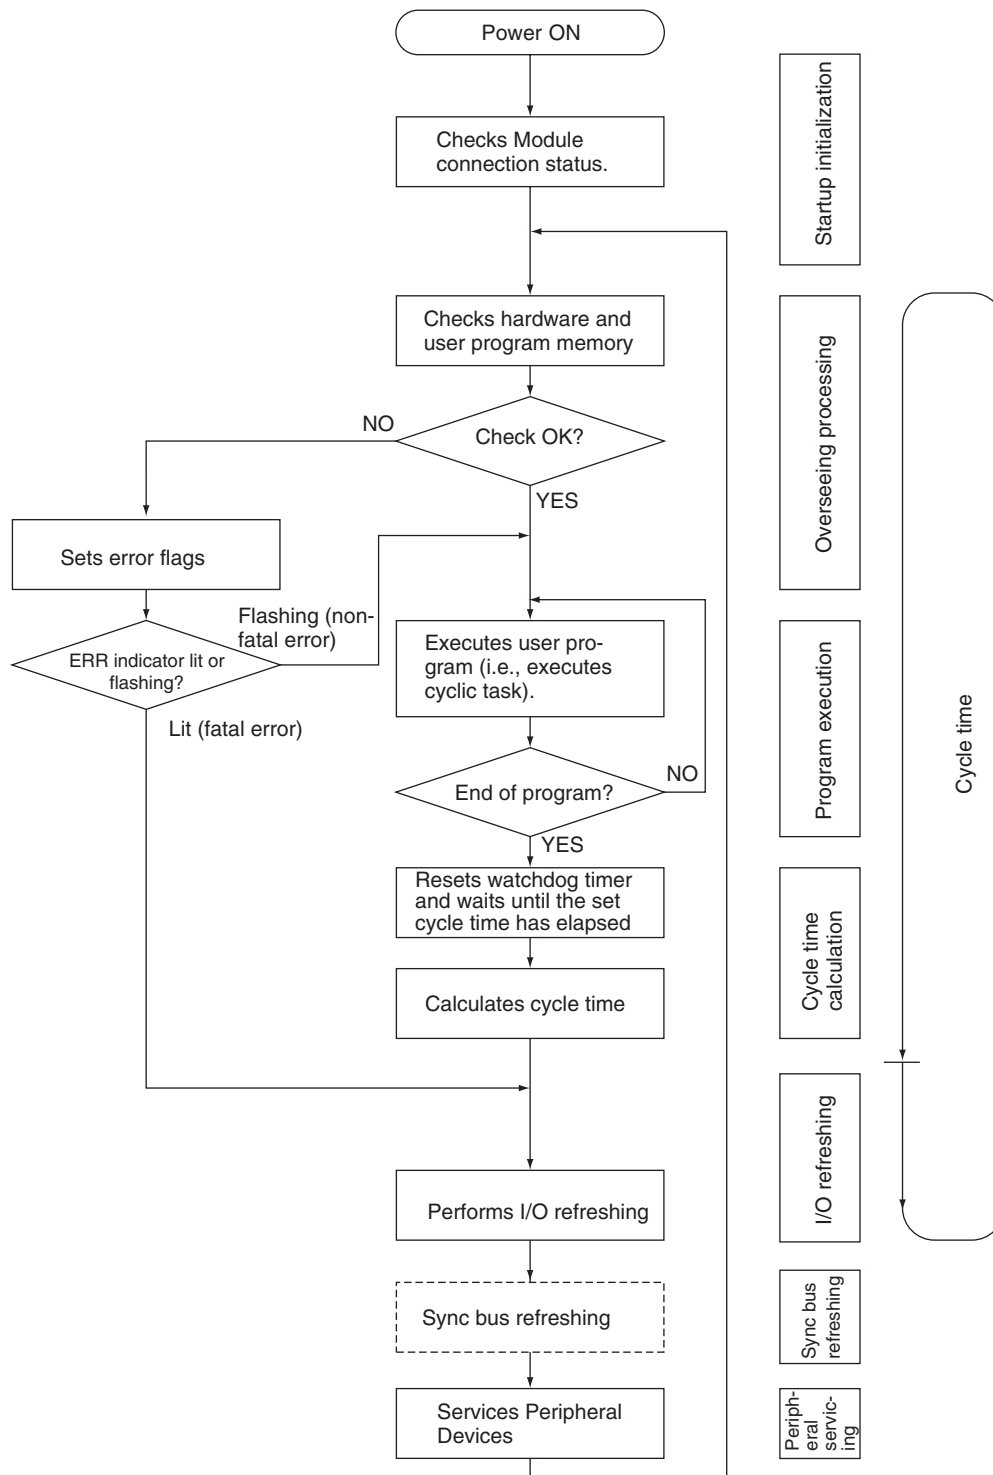 Power ON
Checks Module
connection status.
Checks hardware and
user program memory
NO
Check OK?
YES
Sets error flags
Flashing (non-
fatal error)
ERR indicator lit or
flashing?
Lit (fatal error)
Executes user pro-
gram (i.e., executes
cyclic task).
NO
End of program?
YES
Resets watchdog timer
and waits until the set
cycle time has elapsed
Calculates cycle time
Performs I/O refreshing
Sync bus refreshing
Services Peripheral
Devices
Startup initialization
Overseeing processing
Program execution
Cycle time
calculation
I/O refreshing
Sync bus
refreshing
Periph-
eral
servic-
ing
Cycle time